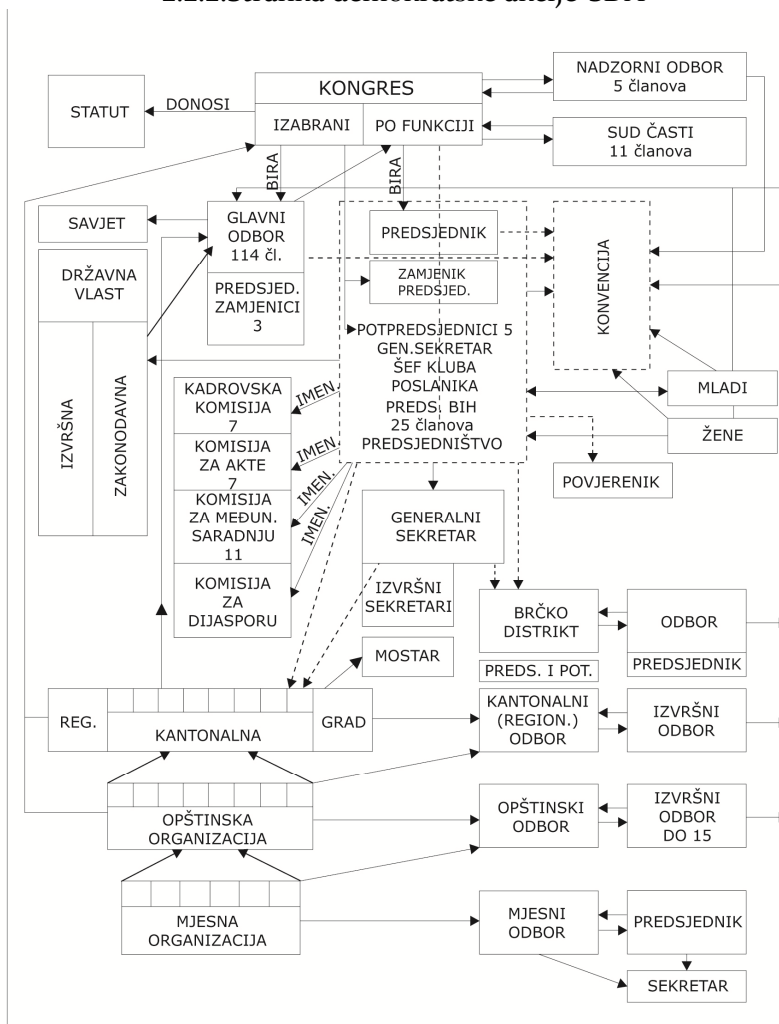 2.2.2.Stranka demokratske akcije SDA
KONGRES
IZABRANI
PO FUNKCIJI
STATUT
DONOSI
NADZORNI ODBOR
5 članova
SUD ČASTI
11 članova
BIRA
BIRA
SAVJET
GLAVNI
ODBOR
114 čl.
PREDSJED.
ZAMJENICI
3
PREDSJEDNIK
ZAMJENIK
PREDSJED.
POTPREDSJEDNICI 5
GEN.SEKRETAR
ŠEF KLUBA
POSLANIKA
PREDS. BIH
25 članova
PREDSJEDNIŠTVO
KONVENCIJA
DRŽAVNA
VLAST
IZVRŠNA
ZAKONODAVNA
KADROVSKA
KOMISIJA
7
KOMISIJA
ZA AKTE
7
KOMISIJA
ZA MEĐUN.
SARADNJU
11
KOMISIJA
ZA
DIJASPORU
IMEN.
IMEN.
IMEN.
IMEN.
MLADI
ŽENE
POVJERENIK
GENERALNI
SEKRETAR
IZVRŠNI
SEKRETARI
MOSTAR
BRČKO
DISTRIKT
ODBOR
PREDSJEDNIK
PREDS. I POT.
REG.
KANTONALNA
GRAD
KANTONALNI
(REGION.)
ODBOR
IZVRŠNI
ODBOR
OPŠTINSKA
ORGANIZACIJA
OPŠTINSKI
ODBOR
IZVRŠNI
ODBOR
DO 15
MJESNA
ORGANIZACIJA
MJESNI
ODBOR
PREDSJEDNIK
SEKRETAR